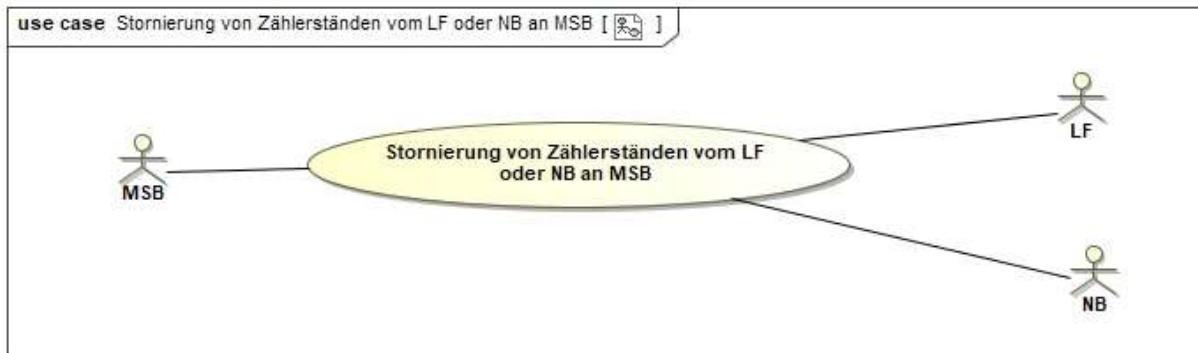 use case Stornierung von Zählerständen vom LF oder NB an MSB [ ]
LF
Stornierung von Zählerständen vom LF
oder NB an MSB
MSB
NB